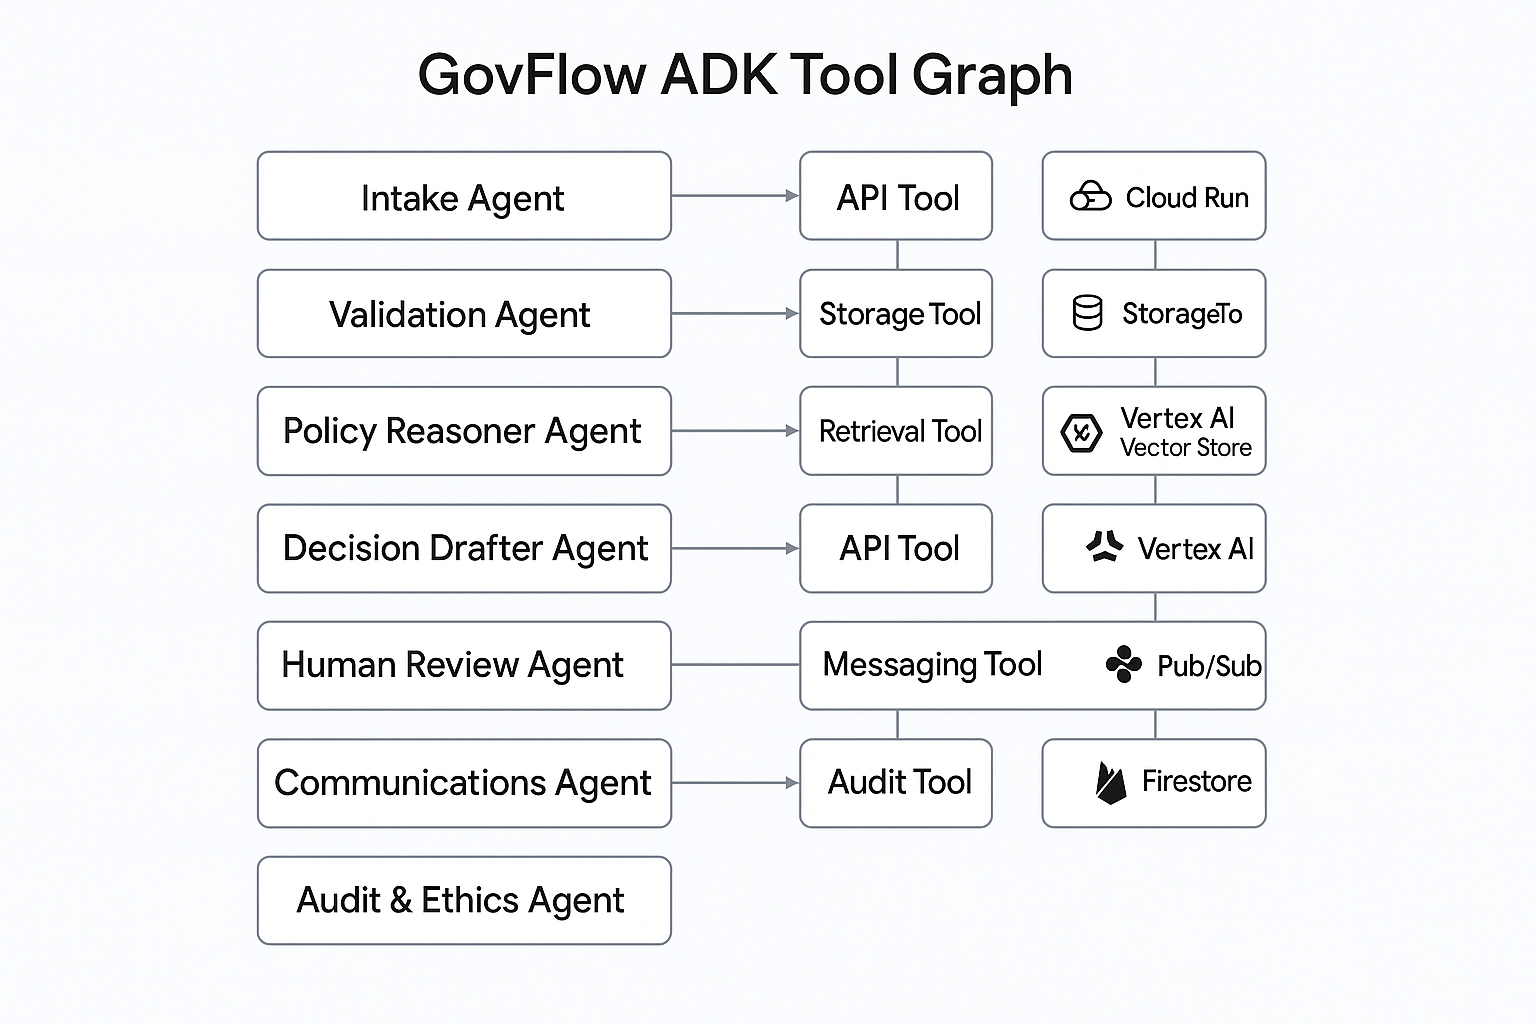 GovFlow ADK Tool Graph
Intake Agent
API Tool
Cloud Run
Validation Agent
Storage Tool
StorageTo
Policy Reasoner Agent
Retrieval Tool
Vertex AI
Vector Store
Decision Drafter Agent
API Tool
Vertex AI
Human Review Agent
Messaging Tool
Pub/Sub
Communications Agent
Audit Tool
Firestore
Audit & Ethics Agent